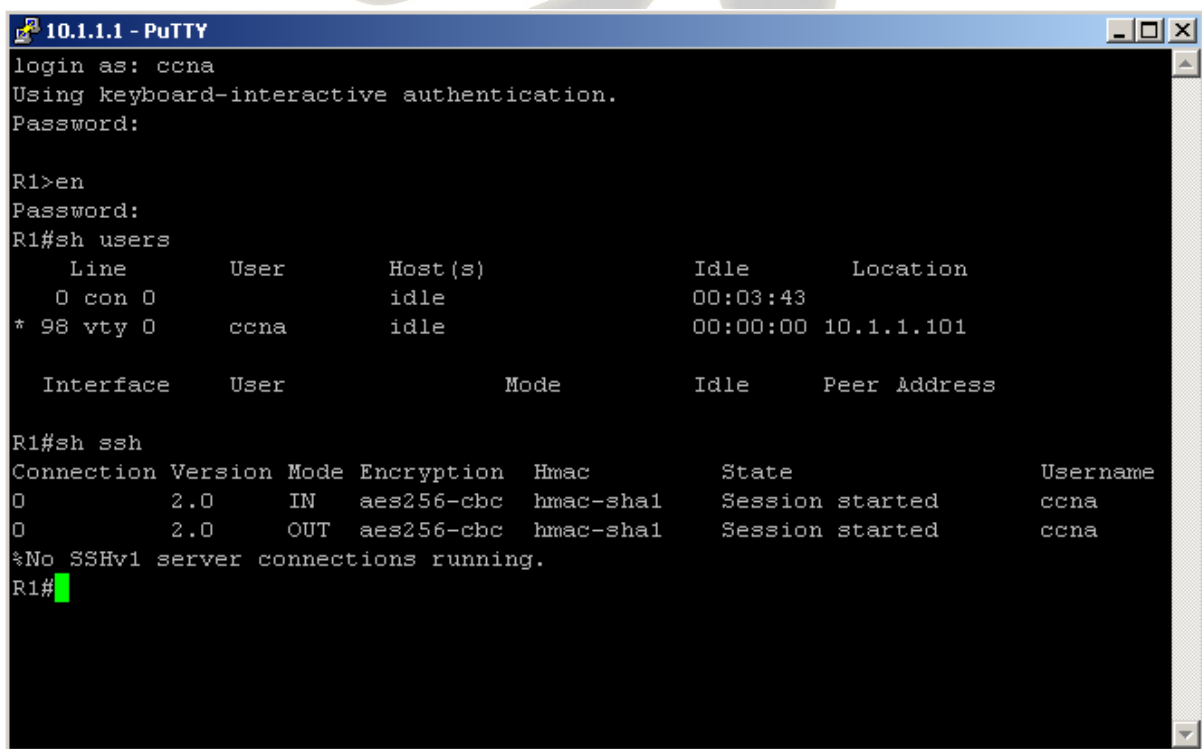 10.1.1.1 - PuTTY
login as: ccna
Using keyboard-interactive authentication.
Password:
R1>en
Password:
R1#sh users
Line User Host(s) Idle Location
0 con 0 idle 00:03:43
* 98 vty 0 ccna idle 00:00:00 10.1.1.101
Interface User Mode Idle Peer Address
R1#sh ssh
Connection Version Mode Encryption Hmac State Username
0 2.0 IN aes256-cbc hmac-sha1 Session started ccna
0 2.0 OUT aes256-cbc hmac-sha1 Session started ccna
%No SSHv1 server connections running.
R1#